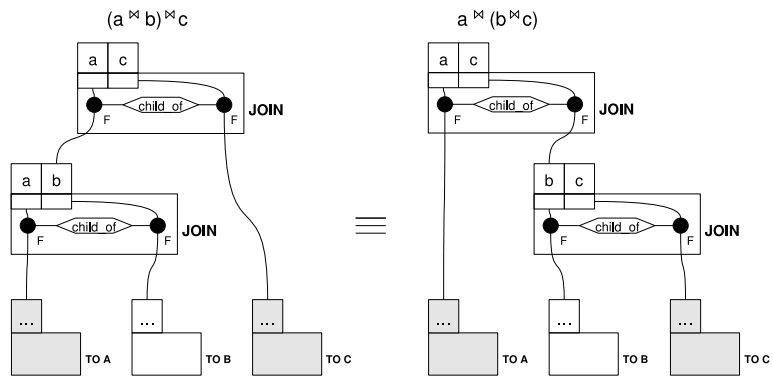 (a ⋈ b) ⋈ c
a ⋈ (b ⋈ c)
a c
a c
child_of
F F
JOIN
child_of
F F
JOIN
a b
b c
child_of
F F
JOIN
≡
child_of
F F
JOIN
... ... ...
... ... ...
TO A TO B TO C
TO A TO B TO C